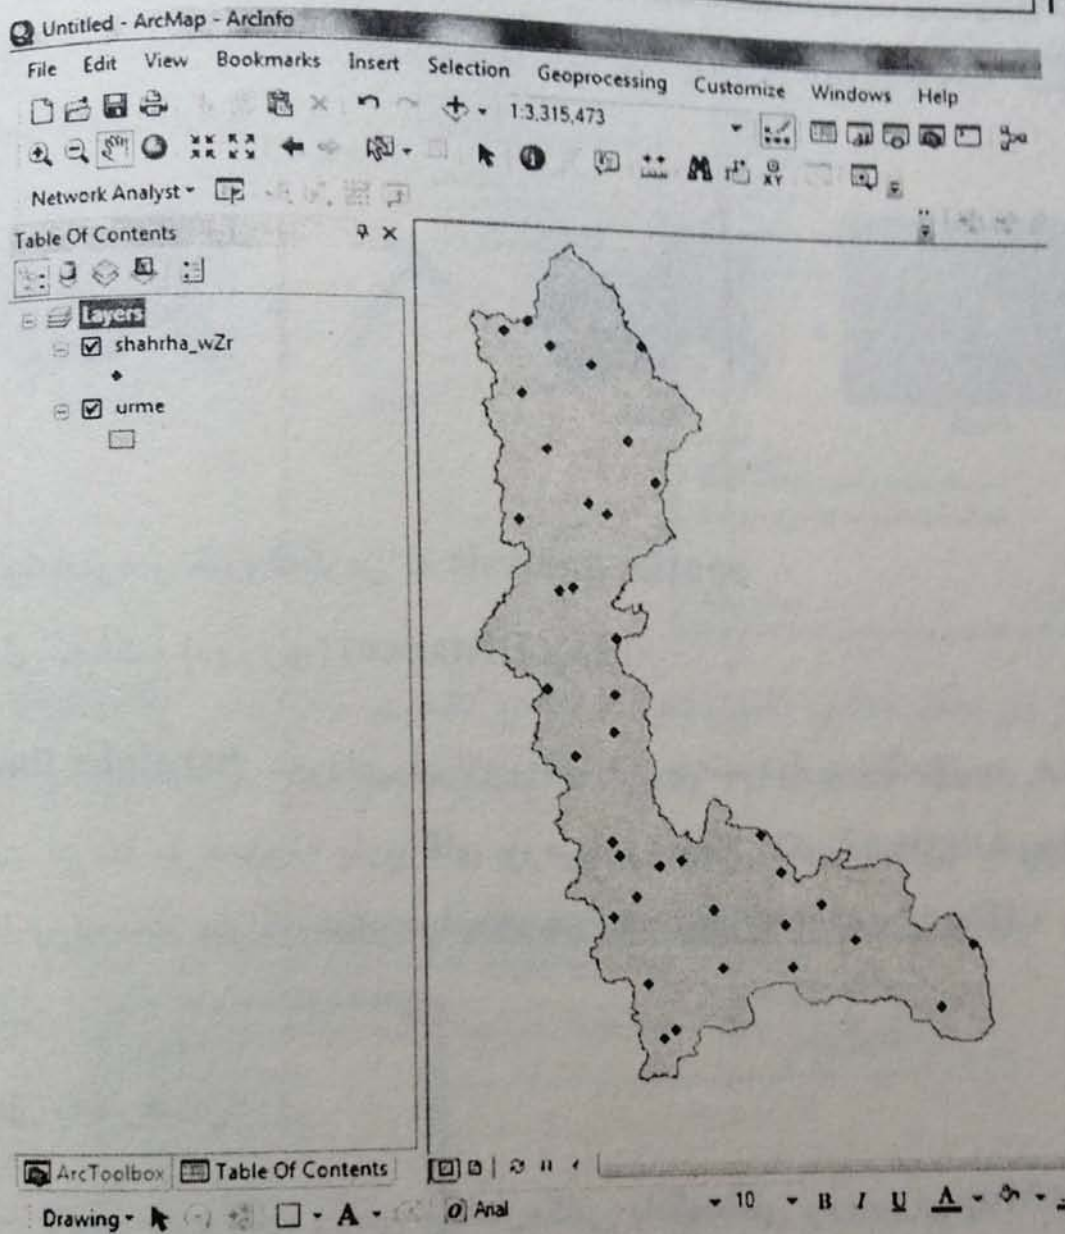 Untitled - ArcMap - ArcInfo
File Edit View Bookmarks Insert Selection Geoprocessing Customize Windows Help
1:3,315,473
Network Analyst
Table Of Contents
Layers
shahrha_wZr
urme
ArcToolbox Table Of Contents
Drawing A Arial 10 B I U A